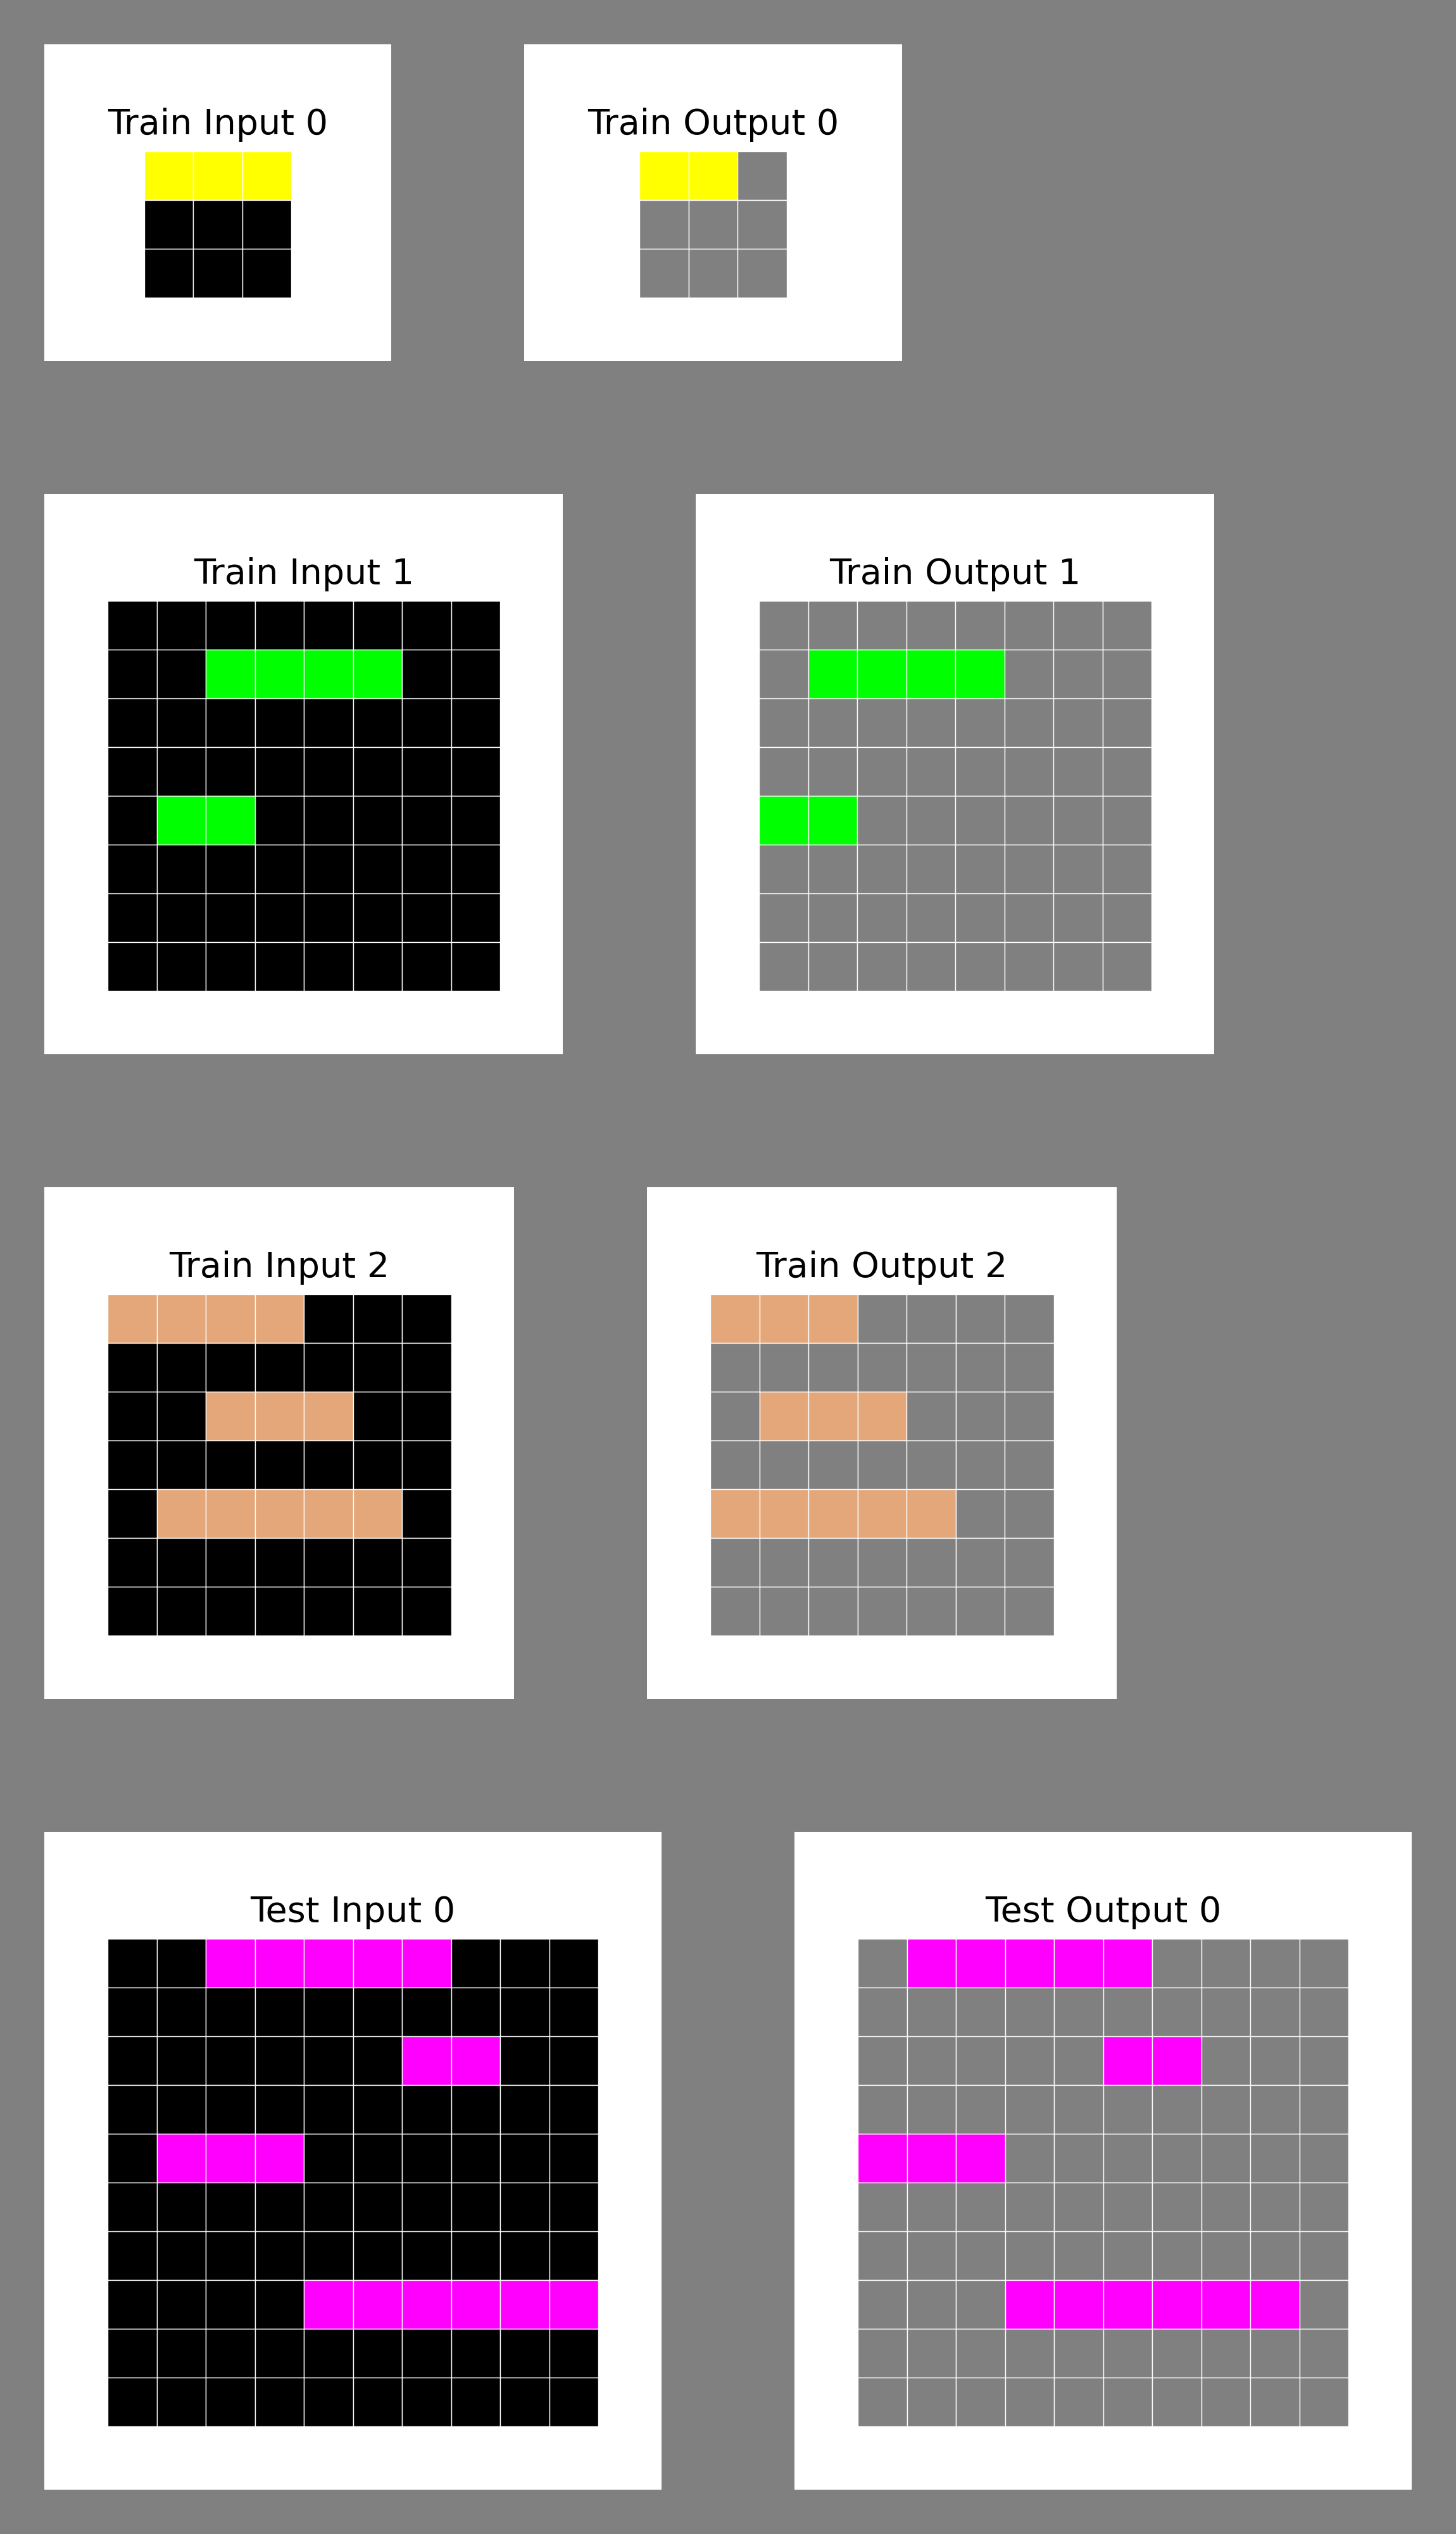 Train Input 0
Train Output 0
Train Input 1
Train Output 1
Train Input 2
Train Output 2
Test Input 0
Test Output 0